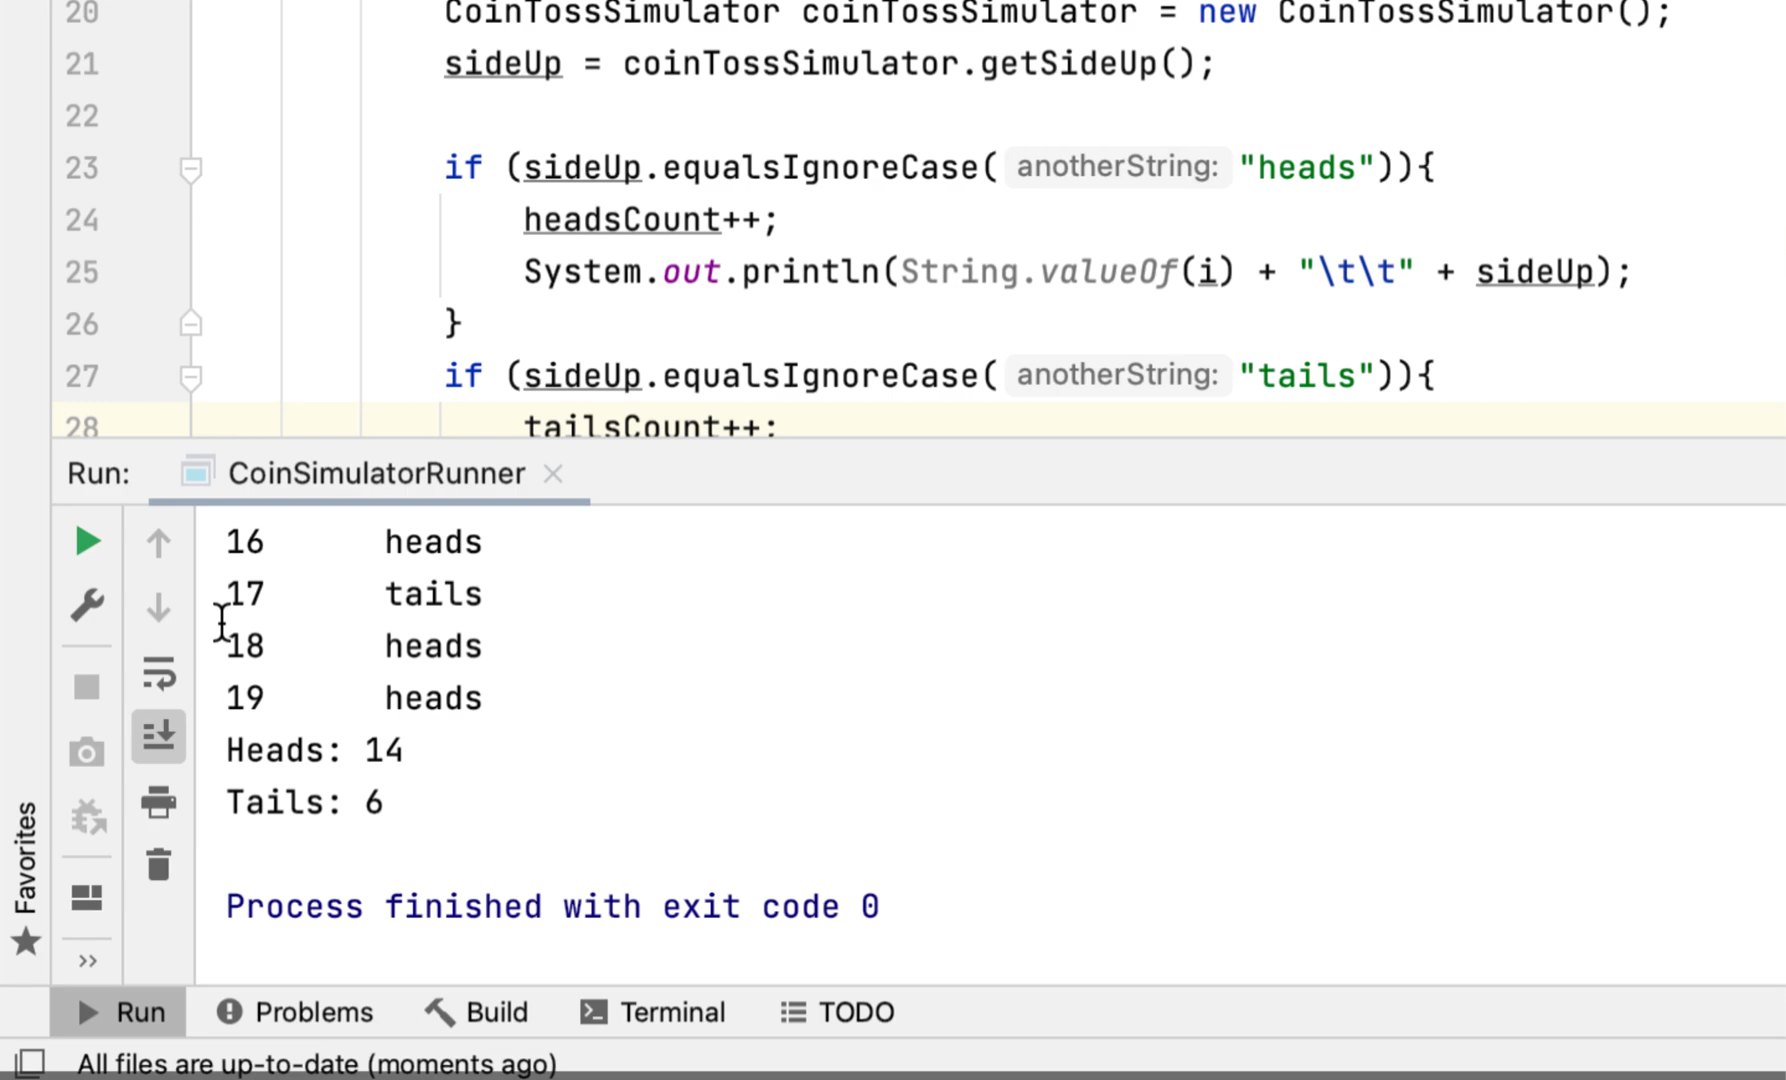 20 CoinTossSimulator coinTossSimulator = new CoinTossSimulator();
21 sideUp = coinTossSimulator.getSideUp();
22
23 if (sideUp.equalsIgnoreCase( anotherString: "heads")){
24 headsCount++;
25 System.out.println(String.valueOf(i) + "\t\t" + sideUp);
26 }
27 if (sideUp.equalsIgnoreCase( anotherString: "tails")){
28 tailsCount++;
Run: CoinSimulatorRunner
16 heads
17 tails
18 heads
19 heads
Heads: 14
Tails: 6
Process finished with exit code 0
Favorites
Run Problems Build Terminal TODO
All files are up-to-date (moments ago)